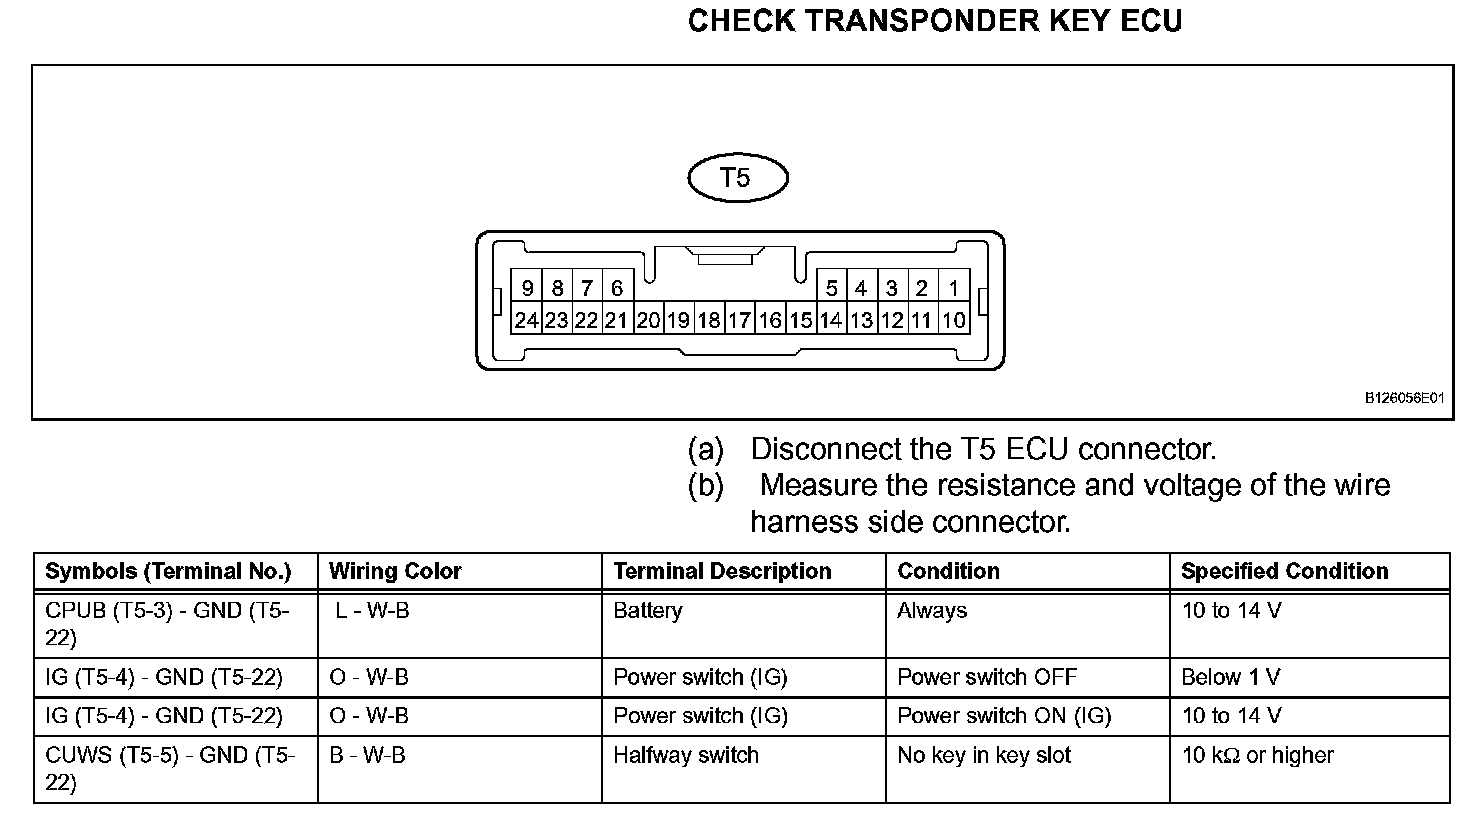 CHECK TRANSPONDER KEY ECU
T5
9 8 7 6 5 4 3 2 1
24 23 22 21 20 19 18 17 16 15 14 13 12 11 10
B126056E01
(a) Disconnect the T5 ECU connector.
(b) Measure the resistance and voltage of the wire
harness side connector.
Symbols (Terminal No.) Wiring Color Terminal Description Condition Specified Condition
CPUB (T5-3) - GND (T5- L - W-B Battery Always 10 to 14 V
22)
IG (T5-4) - GND (T5-22) O - W-B Power switch (IG) Power switch OFF Below 1 V
IG (T5-4) - GND (T5-22) O - W-B Power switch (IG) Power switch ON (IG) 10 to 14 V
CUWS (T5-5) - GND (T5- B - W-B Halfway switch No key in key slot 10 kΩ or higher
22)